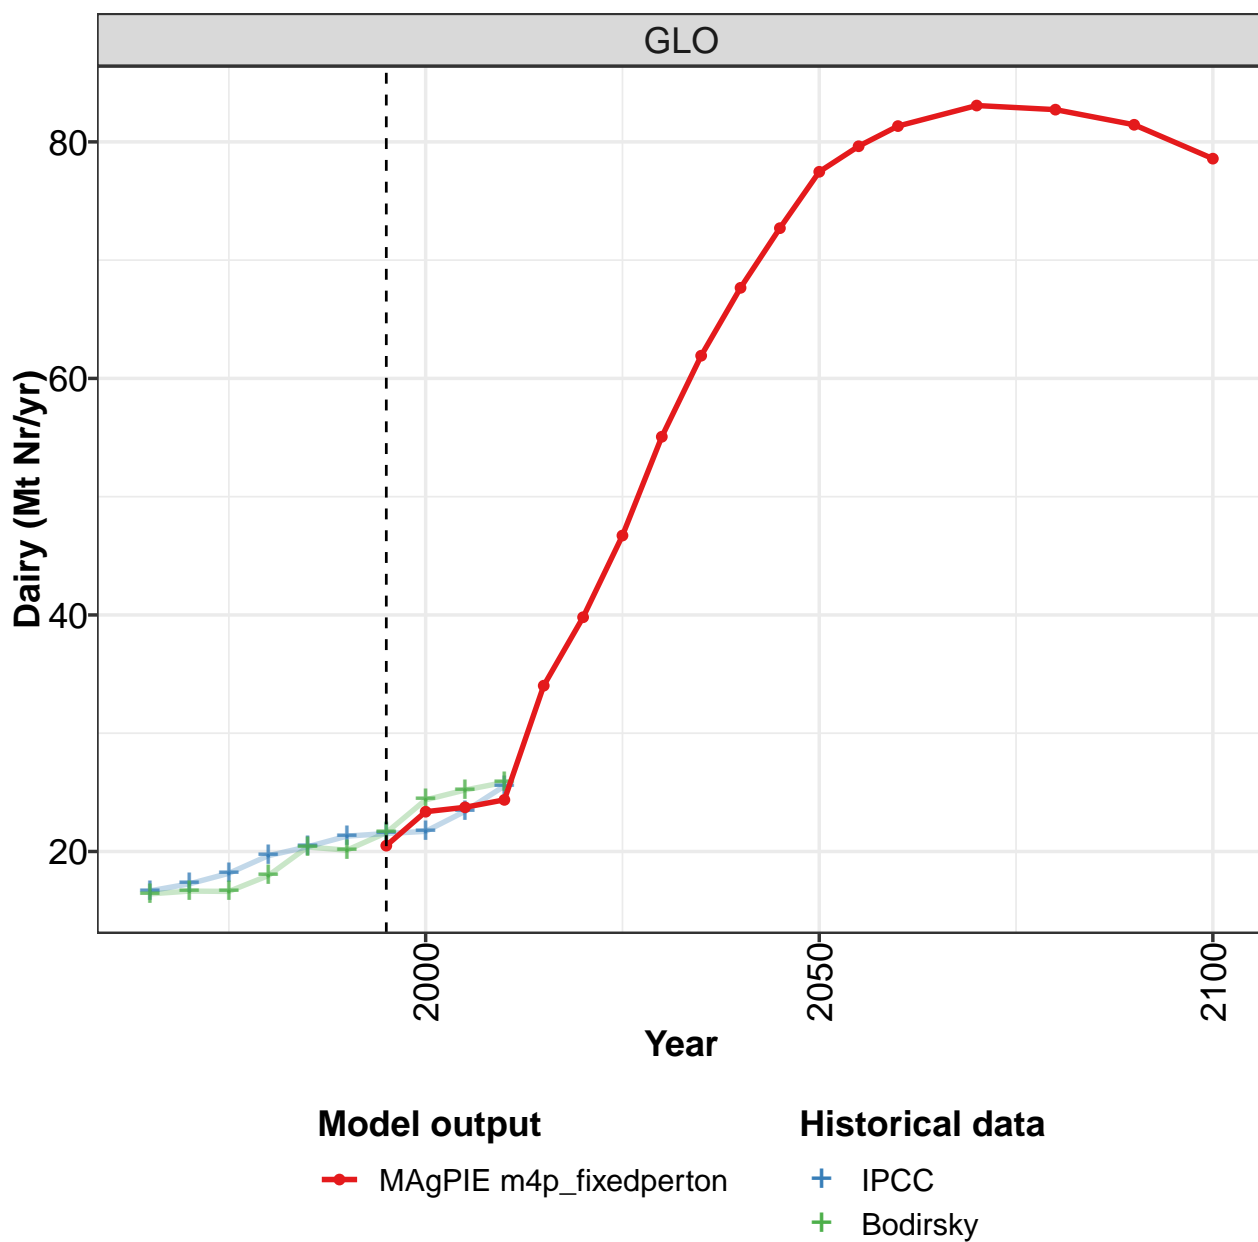 GLO
80
60
40
20
Dairy (Mt Nr/yr)
2000
2050
2100
Year
Model output
MAgPIE m4p_fixedperton
Historical data
IPCC
Bodirsky